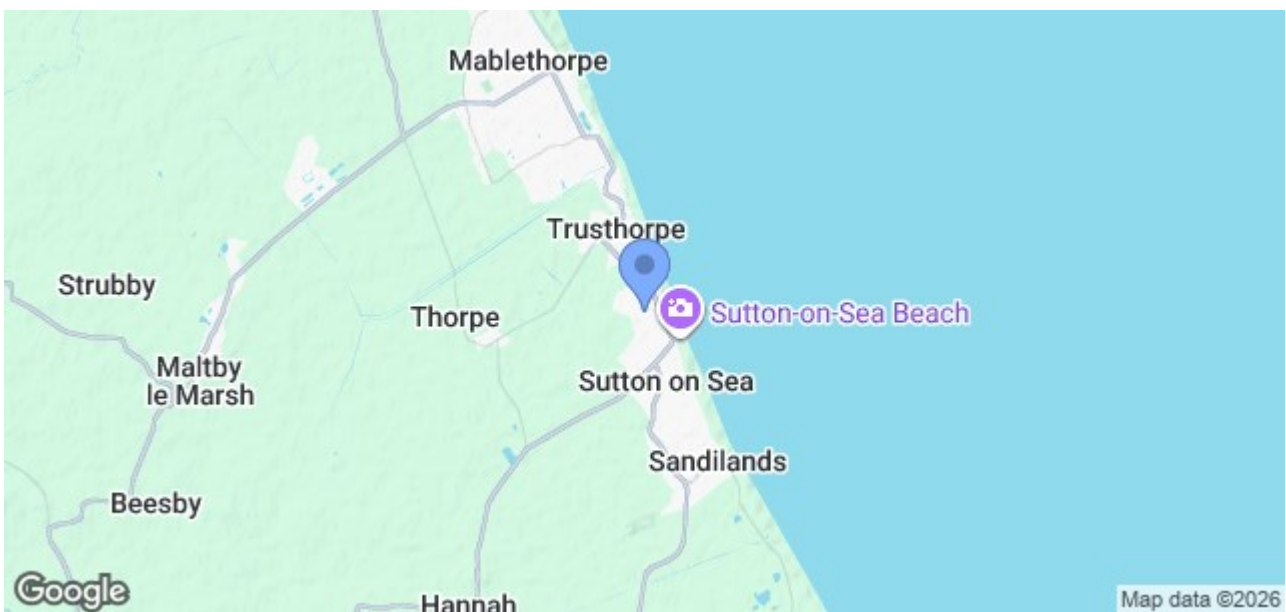 Mablethorpe
Trusthorpe
Strubby
Thorpe
Sutton-on-Sea Beach
Maltby
le Marsh
Sutton on Sea
Sandilands
Beesby
Hannah
Google
Map data ©2026